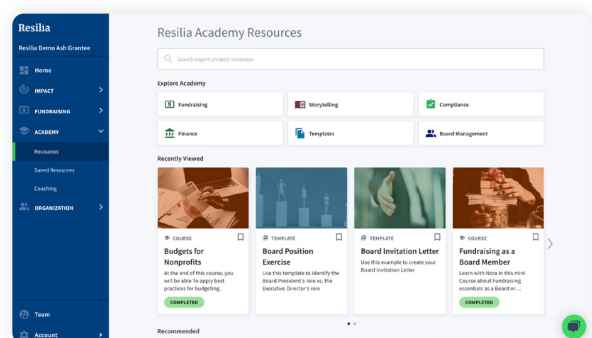 Resilia
Resilia Demo Ash Grantee
Home
IMPACT
FUNDRAISING
ACADEMY
Resources
Saved Resources
Coaching
ORGANIZATION
Team
Account
Resilia Academy Resources
Search expert created resources
Explore Academy
Fundraising
Storytelling
Compliance
Finance
Templates
Board Management
Recently Viewed
COURSE
Budgets for
Nonprofits
At the end of this course, you
will be able to apply best
practices for budgeting.
COMPLETED
TEMPLATE
Board Position
Exercise
Use this template to identify the
Board President's role vs. the
Executive Director's role
TEMPLATE
Board Invitation Letter
Use this example to create your
Board Invitation Letter
COURSE
Fundraising as a
Board Member
Learn with Nora in this mini
Course about Fundraising
essentials as a Board or...
COMPLETED
Recommended